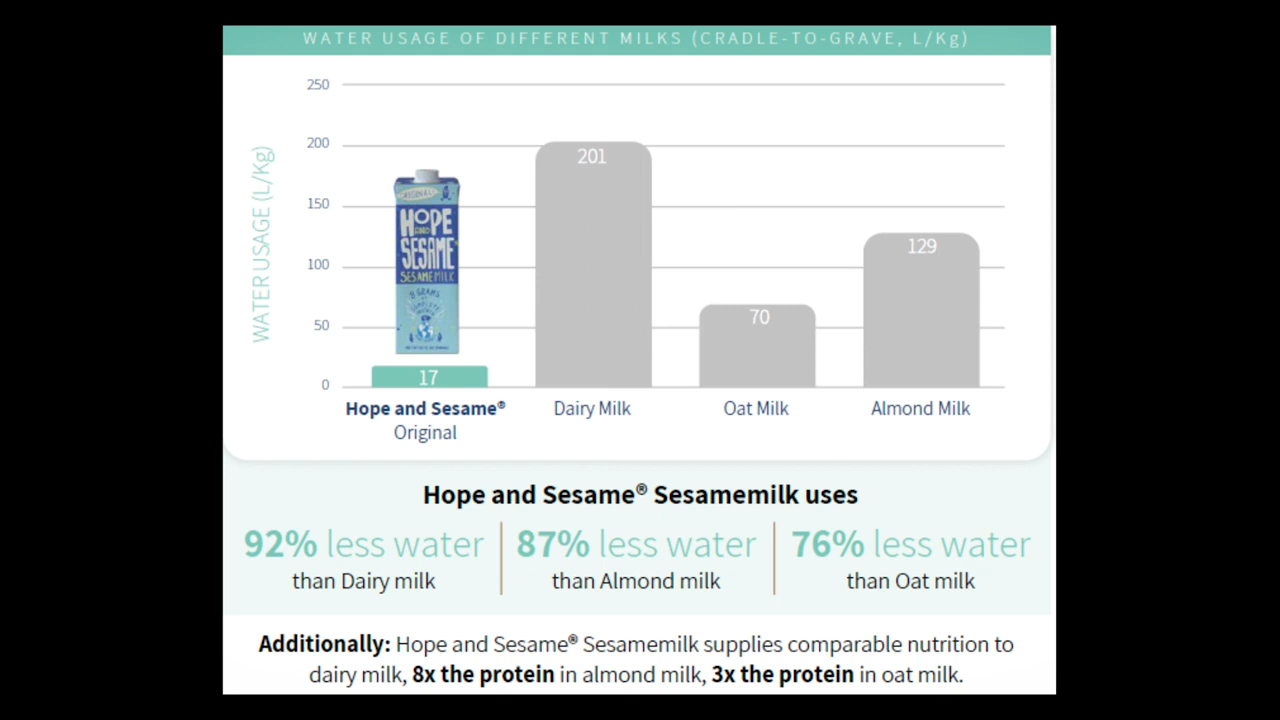 WATER USAGE OF DIFFERENT MILKS (CRADLE-TO-GRAVE, L/Kg)
WATER USAGE (L/Kg)
250
200
150
100
50
0
ORIGINAL
HOPE
AND
SESAME
SESAMEMILK
8 GRAMS
COMPLETE
17
201
70
129
Hope and Sesame®
Original
Dairy Milk
Oat Milk
Almond Milk
Hope and Sesame® Sesamemilk uses
92% less water
than Dairy milk
87% less water
than Almond milk
76% less water
than Oat milk
Additionally: Hope and Sesame® Sesamemilk supplies comparable nutrition to
dairy milk, 8x the protein in almond milk, 3x the protein in oat milk.